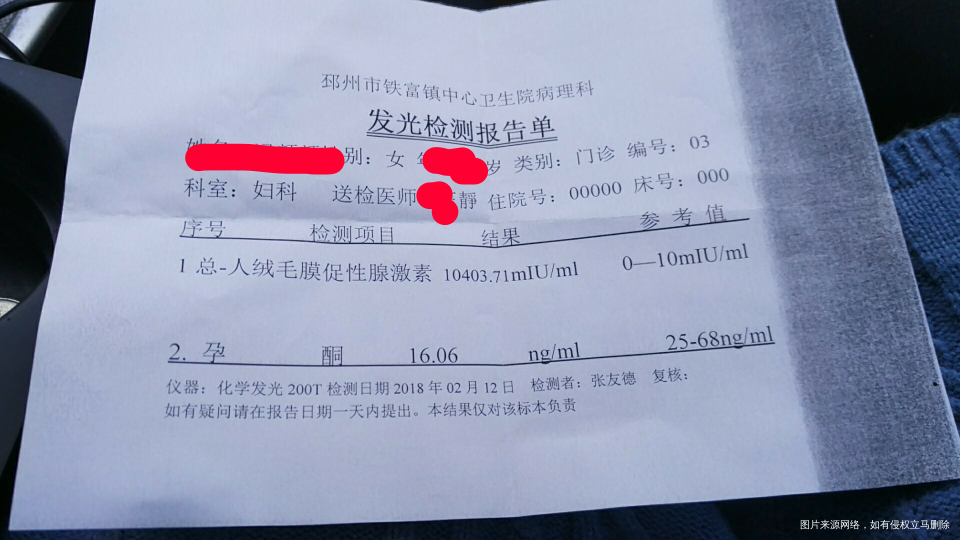 邳州市铁富镇中心卫生院病理科
发光检测报告单
别：女 岁 类别：门诊 编号：03
科室：妇科 送检医师 靜 住院号：00000 床号：000
序号 检测项目 结果 参考值
1 总-人绒毛膜促性腺激素 10403.71mIU/ml 0—10mIU/ml
2. 孕 酮 16.06 ng/ml 25-68ng/ml
仪器：化学发光 200T 检测日期 2018 年 02 月 12 日 检测者：张友德 复核：
如有疑问请在报告日期一天内提出。本结果仅对该标本负责
图片来源网络，如有侵权立马删除